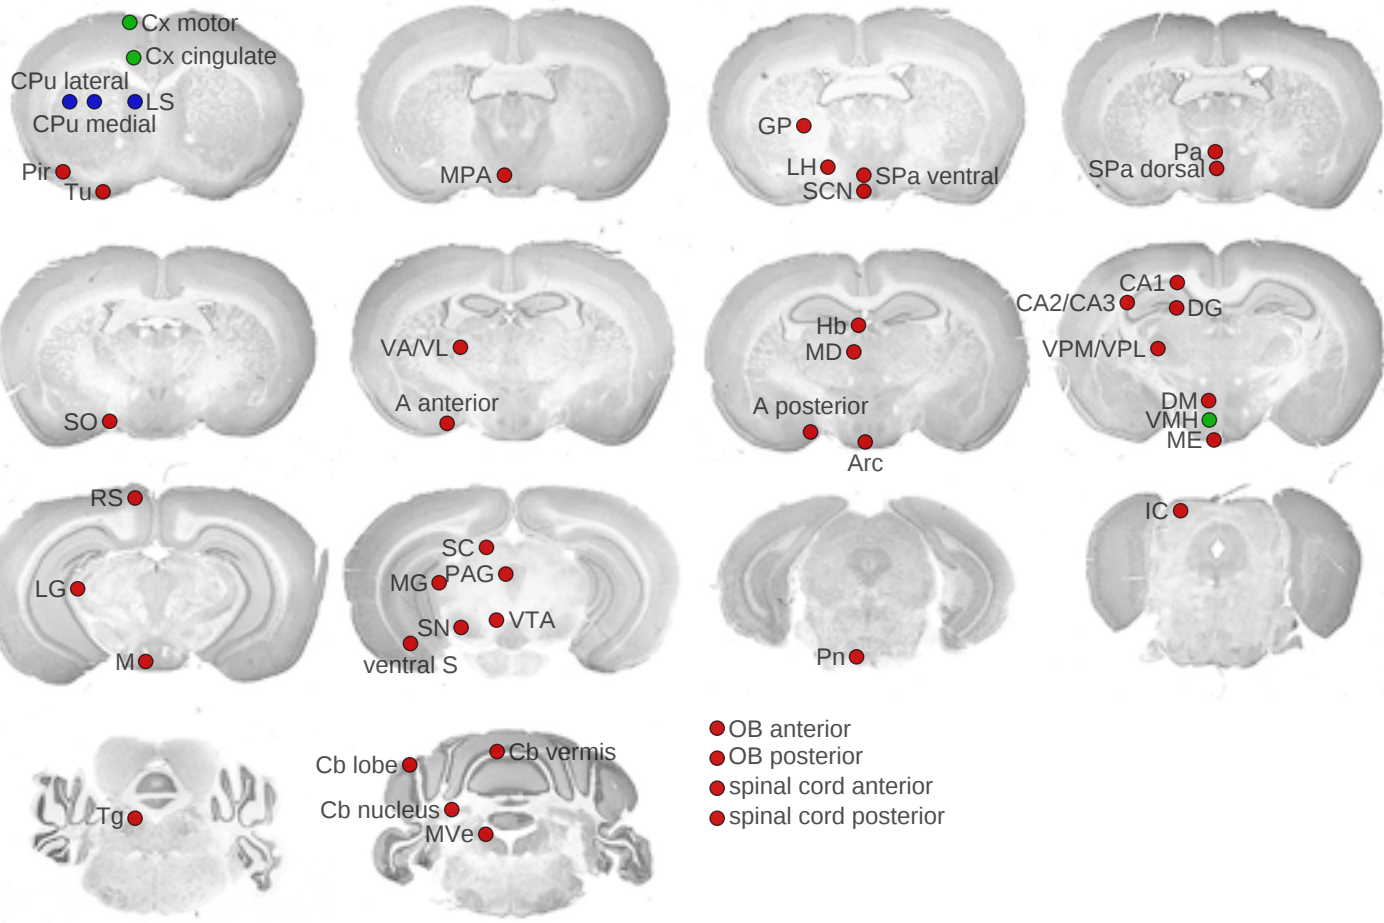 Cx motor
Cx cingulate
CPu lateral
LS
CPu medial
Pir
Tu
MPA
GP
LH
SPa ventral
SCN
Pa
SPa dorsal
SO
VA/VL
A anterior
Hb
MD
A posterior
Arc
CA1
CA2/CA3
DG
VPM/VPL
DM
VMH
ME
RS
LG
M
SC
MG
PAG
SN
VTA
ventral S
Pn
IC
Tg
Cb vermis
Cb lobe
Cb nucleus
MVe
OB anterior
OB posterior
spinal cord anterior
spinal cord posterior